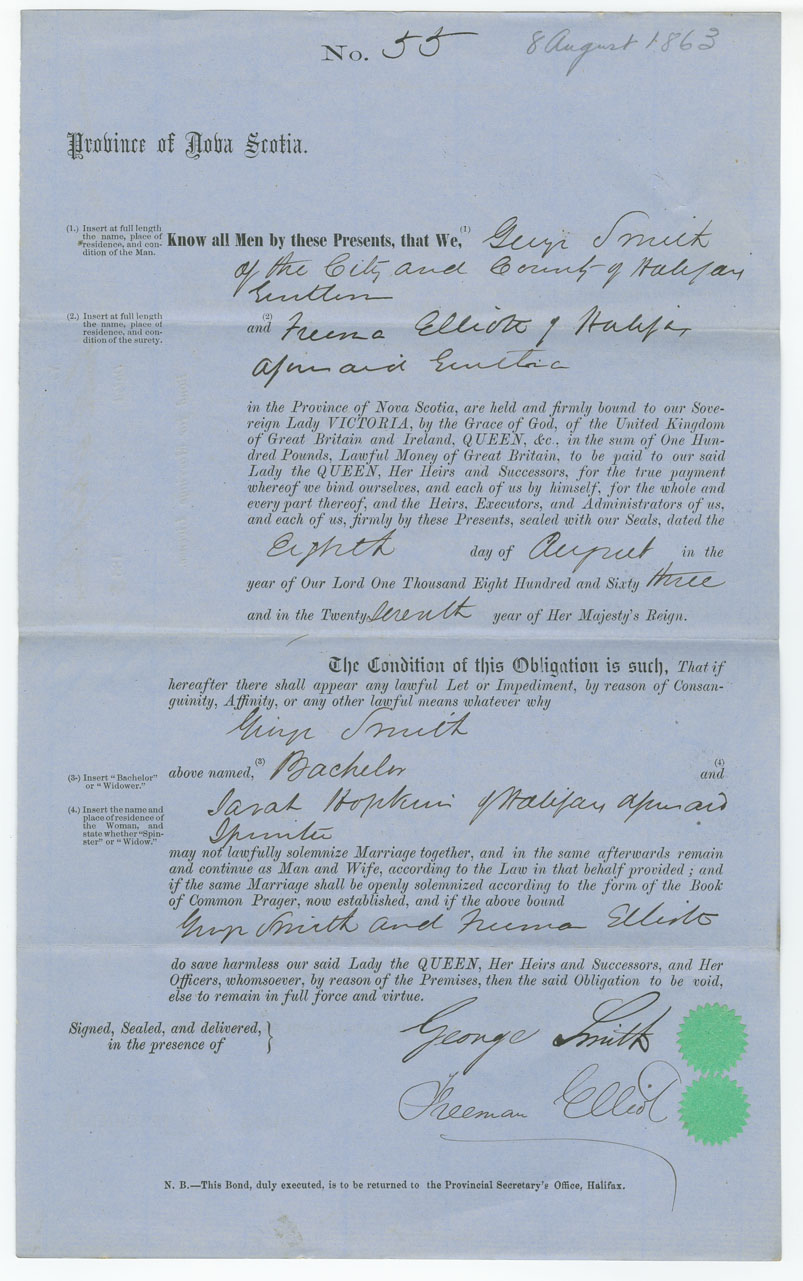 No. 55
8 August 1863
Province of Nova Scotia.
(1.) Insert at full length
the name, place of
residence, and con-
dition of the Man.
Know all Men by these Presents, that We, (1) George Smith
of the City and County of Halifax
Gentleman
(2.) Insert at full length
the name, place of
residence, and con-
dition of the surety.
(2)
and Freeman Elliott of Halifax
aforesaid Gentleman
in the Province of Nova Scotia, are held and firmly bound to our Sove-
reign Lady VICTORIA, by the Grace of God, of the United Kingdom
of Great Britain and Ireland, QUEEN, &c., in the sum of One Hun-
dred Pounds, Lawful Money of Great Britain, to be paid to our said
Lady the QUEEN, Her Heirs and Successors, for the true payment
whereof we bind ourselves, and each of us by himself, for the whole and
every part thereof, and the Heirs, Executors, and Administrators of us,
and each of us, firmly by these Presents, sealed with our Seals, dated the
Eighth day of August in the
year of Our Lord One Thousand Eight Hundred and Sixty three
and in the Twenty seventh year of Her Majesty's Reign.
The Condition of this Obligation is such, That if
hereafter there shall appear any lawful Let or Impediment, by reason of Consan-
guinity, Affinity, or any other lawful means whatever why
George Smith
(3.) Insert "Bachelor"
or "Widower."
above named, (3) Bachelor (4) and
(4.) Insert the name and
place of residence of
the Woman, and
state whether "Spin-
ster" or "Widow."
Sarah Hopkins of Halifax aforesaid
Spinster
may not lawfully solemnize Marriage together, and in the same afterwards remain
and continue as Man and Wife, according to the Law in that behalf provided; and
if the same Marriage shall be openly solemnized according to the form of the Book
of Common Prager, now established, and if the above bound
George Smith and Freeman Elliott
do save harmless our said Lady the QUEEN, Her Heirs and Successors, and Her
Officers, whomsoever, by reason of the Premises, then the said Obligation to be void,
else to remain in full force and virtue.
Signed, Sealed, and delivered,
in the presence of
George Smith
Freeman Elliot
N. B.—This Bond, duly executed, is to be returned to the Provincial Secretary's Office, Halifax.